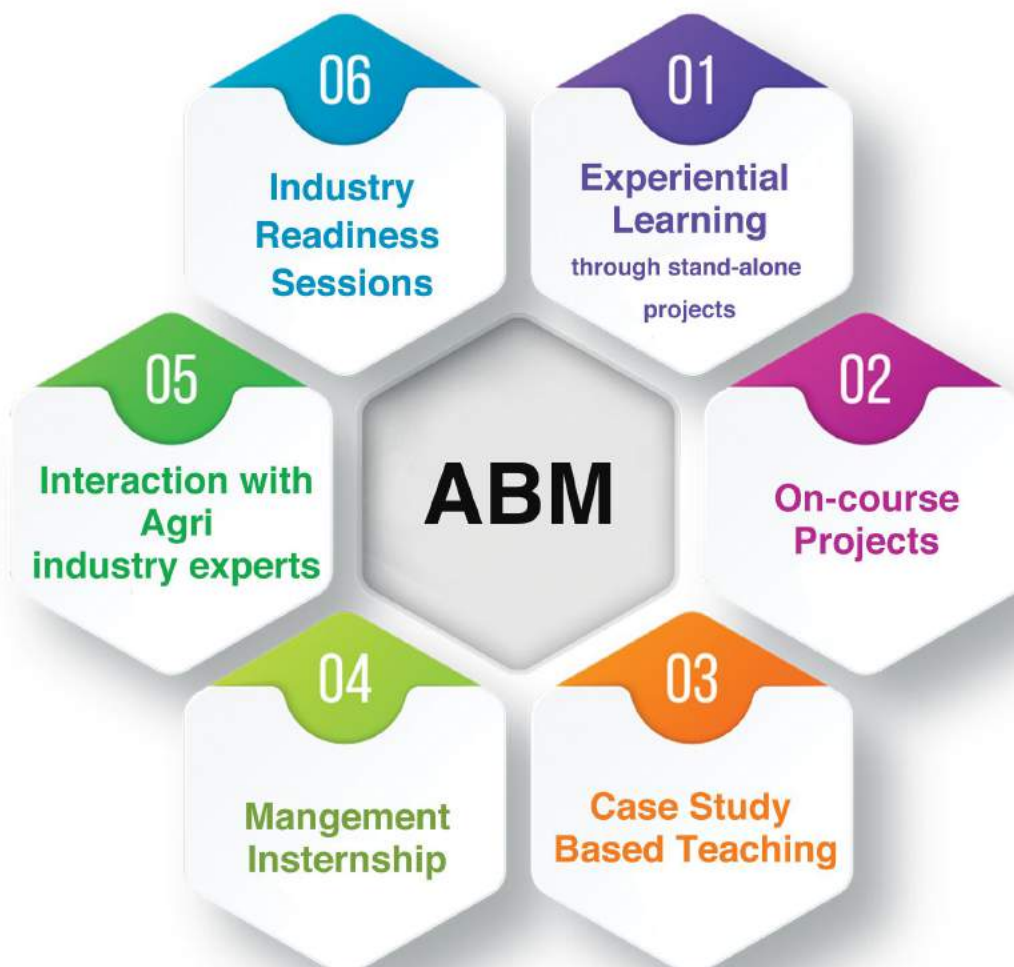 06
Industry
Readiness
Sessions
01
Experiential
Learning
through stand-alone
projects
05
Interaction with
Agri
industry experts
ABM
02
On-course
Projects
04
Mangement
Insternship
03
Case Study
Based Teaching